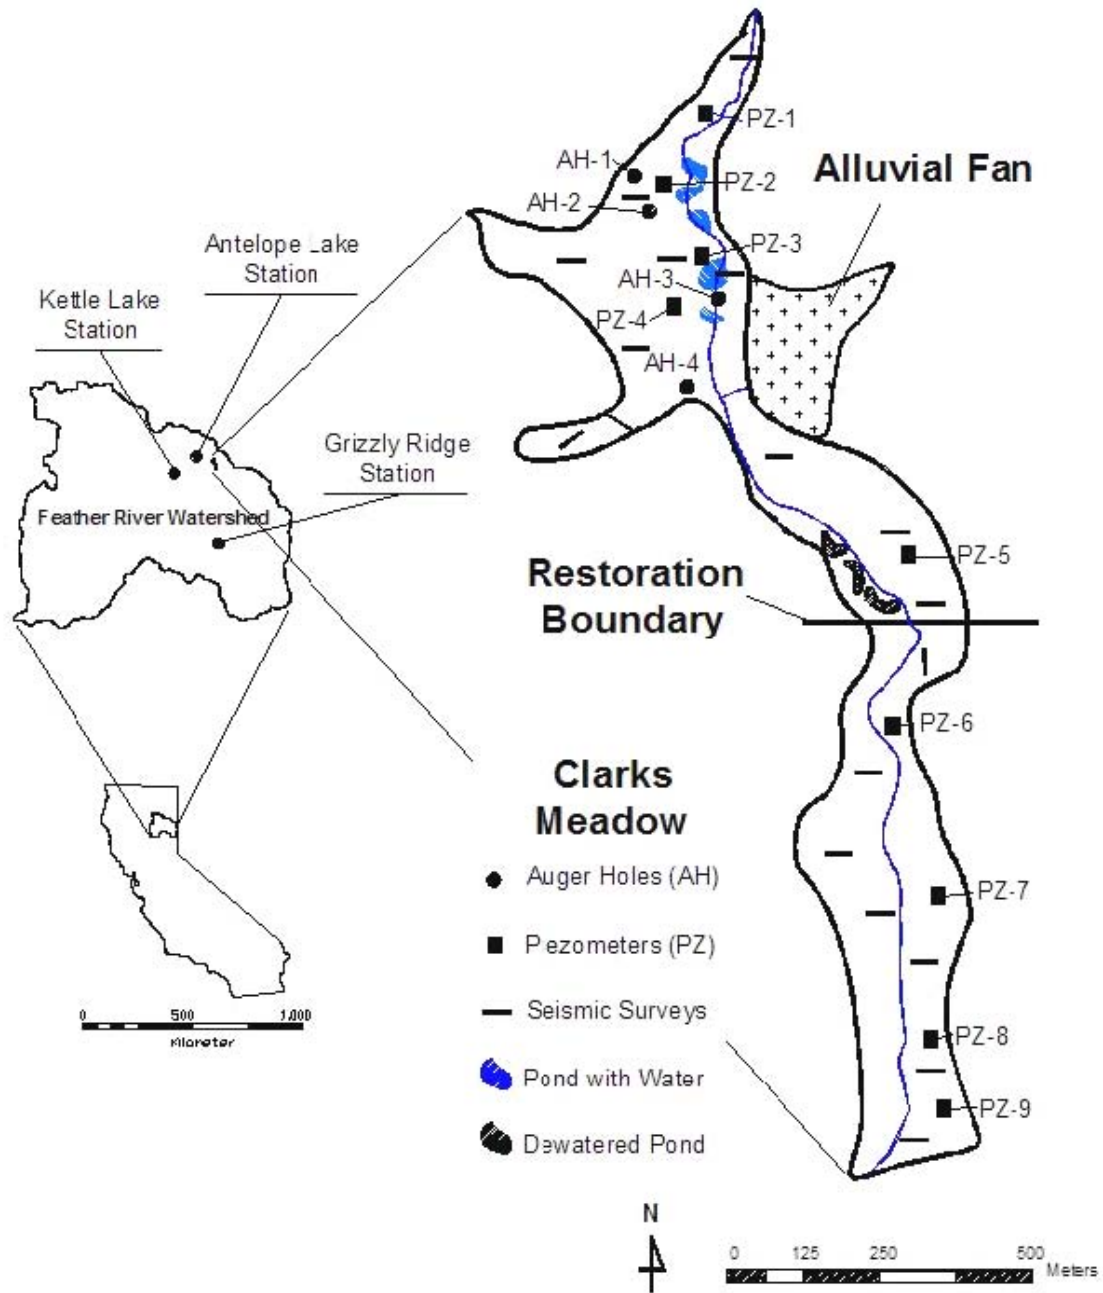 PZ-1
Alluvial Fan
AH-1
PZ-2
AH-2
Antelope Lake
Station
PZ-3
AH-3
Kettle Lake
Station
PZ-4
AH-4
Grizzly Ridge
Station
Feather River Watershed
PZ-5
Restoration
Boundary
PZ-6
Clarks
Meadow
Auger Holes (AH)
PZ-7
Piezometers (PZ)
Seismic Surveys
0 500 1,000
Kilometer
PZ-8
Pond with Water
PZ-9
Dewatered Pond
N
0 125 250 500
Meters